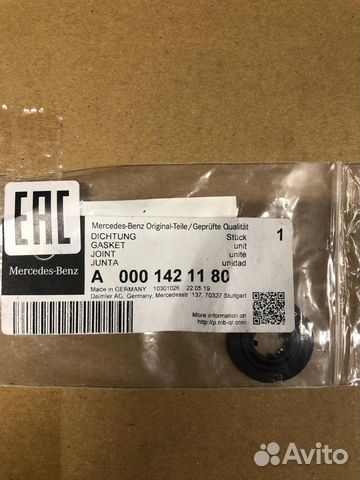 EAC
Mercedes-Benz
Mercedes-Benz Original-Teile/Geprüfte Qualität
DICHTUNG Stück 1
GASKET unit
JOINT unité
JUNTA unidad
A 000 142 11 80
Made in GERMANY 10301026 22.05.19
Daimler AG, Germany, Mercedesstr. 137, 70327 Stuttgart
More information on
http://p.mb-qr.com
Avito